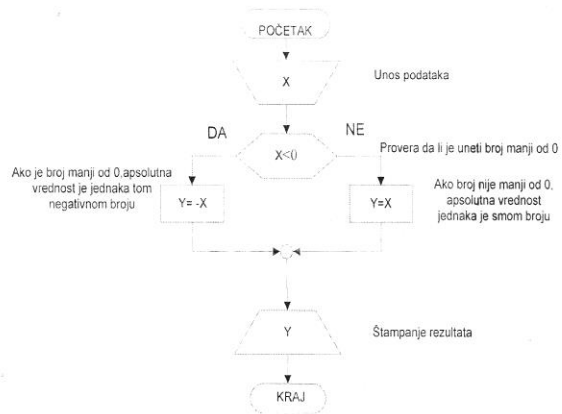 POČETAK
X
Unos podataka
DA
NE
X<0
Provera da li je uneti broj manji od 0
Ako je broj manji od 0,apsolutna
vrednost je jednaka tom
negativnom broju
Y= -X
Y=X
Ako broj nije manji od 0,
apsolutna vrednost
jednaka je smom broju
Y
Štampanje rezultata
KRAJ